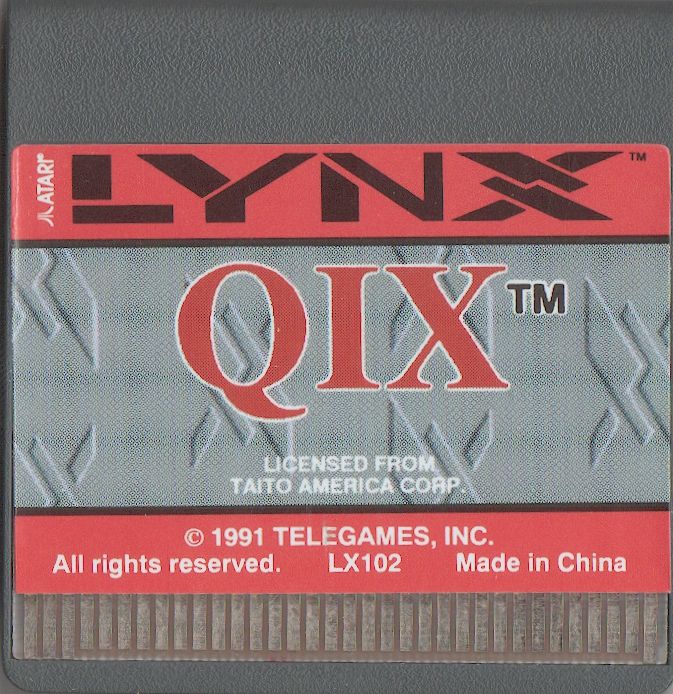 ATARI
LYNX™
QIX™
LICENSED FROM
TAITO AMERICA CORP.
© 1991 TELEGAMES, INC.
All rights reserved. LX102 Made in China